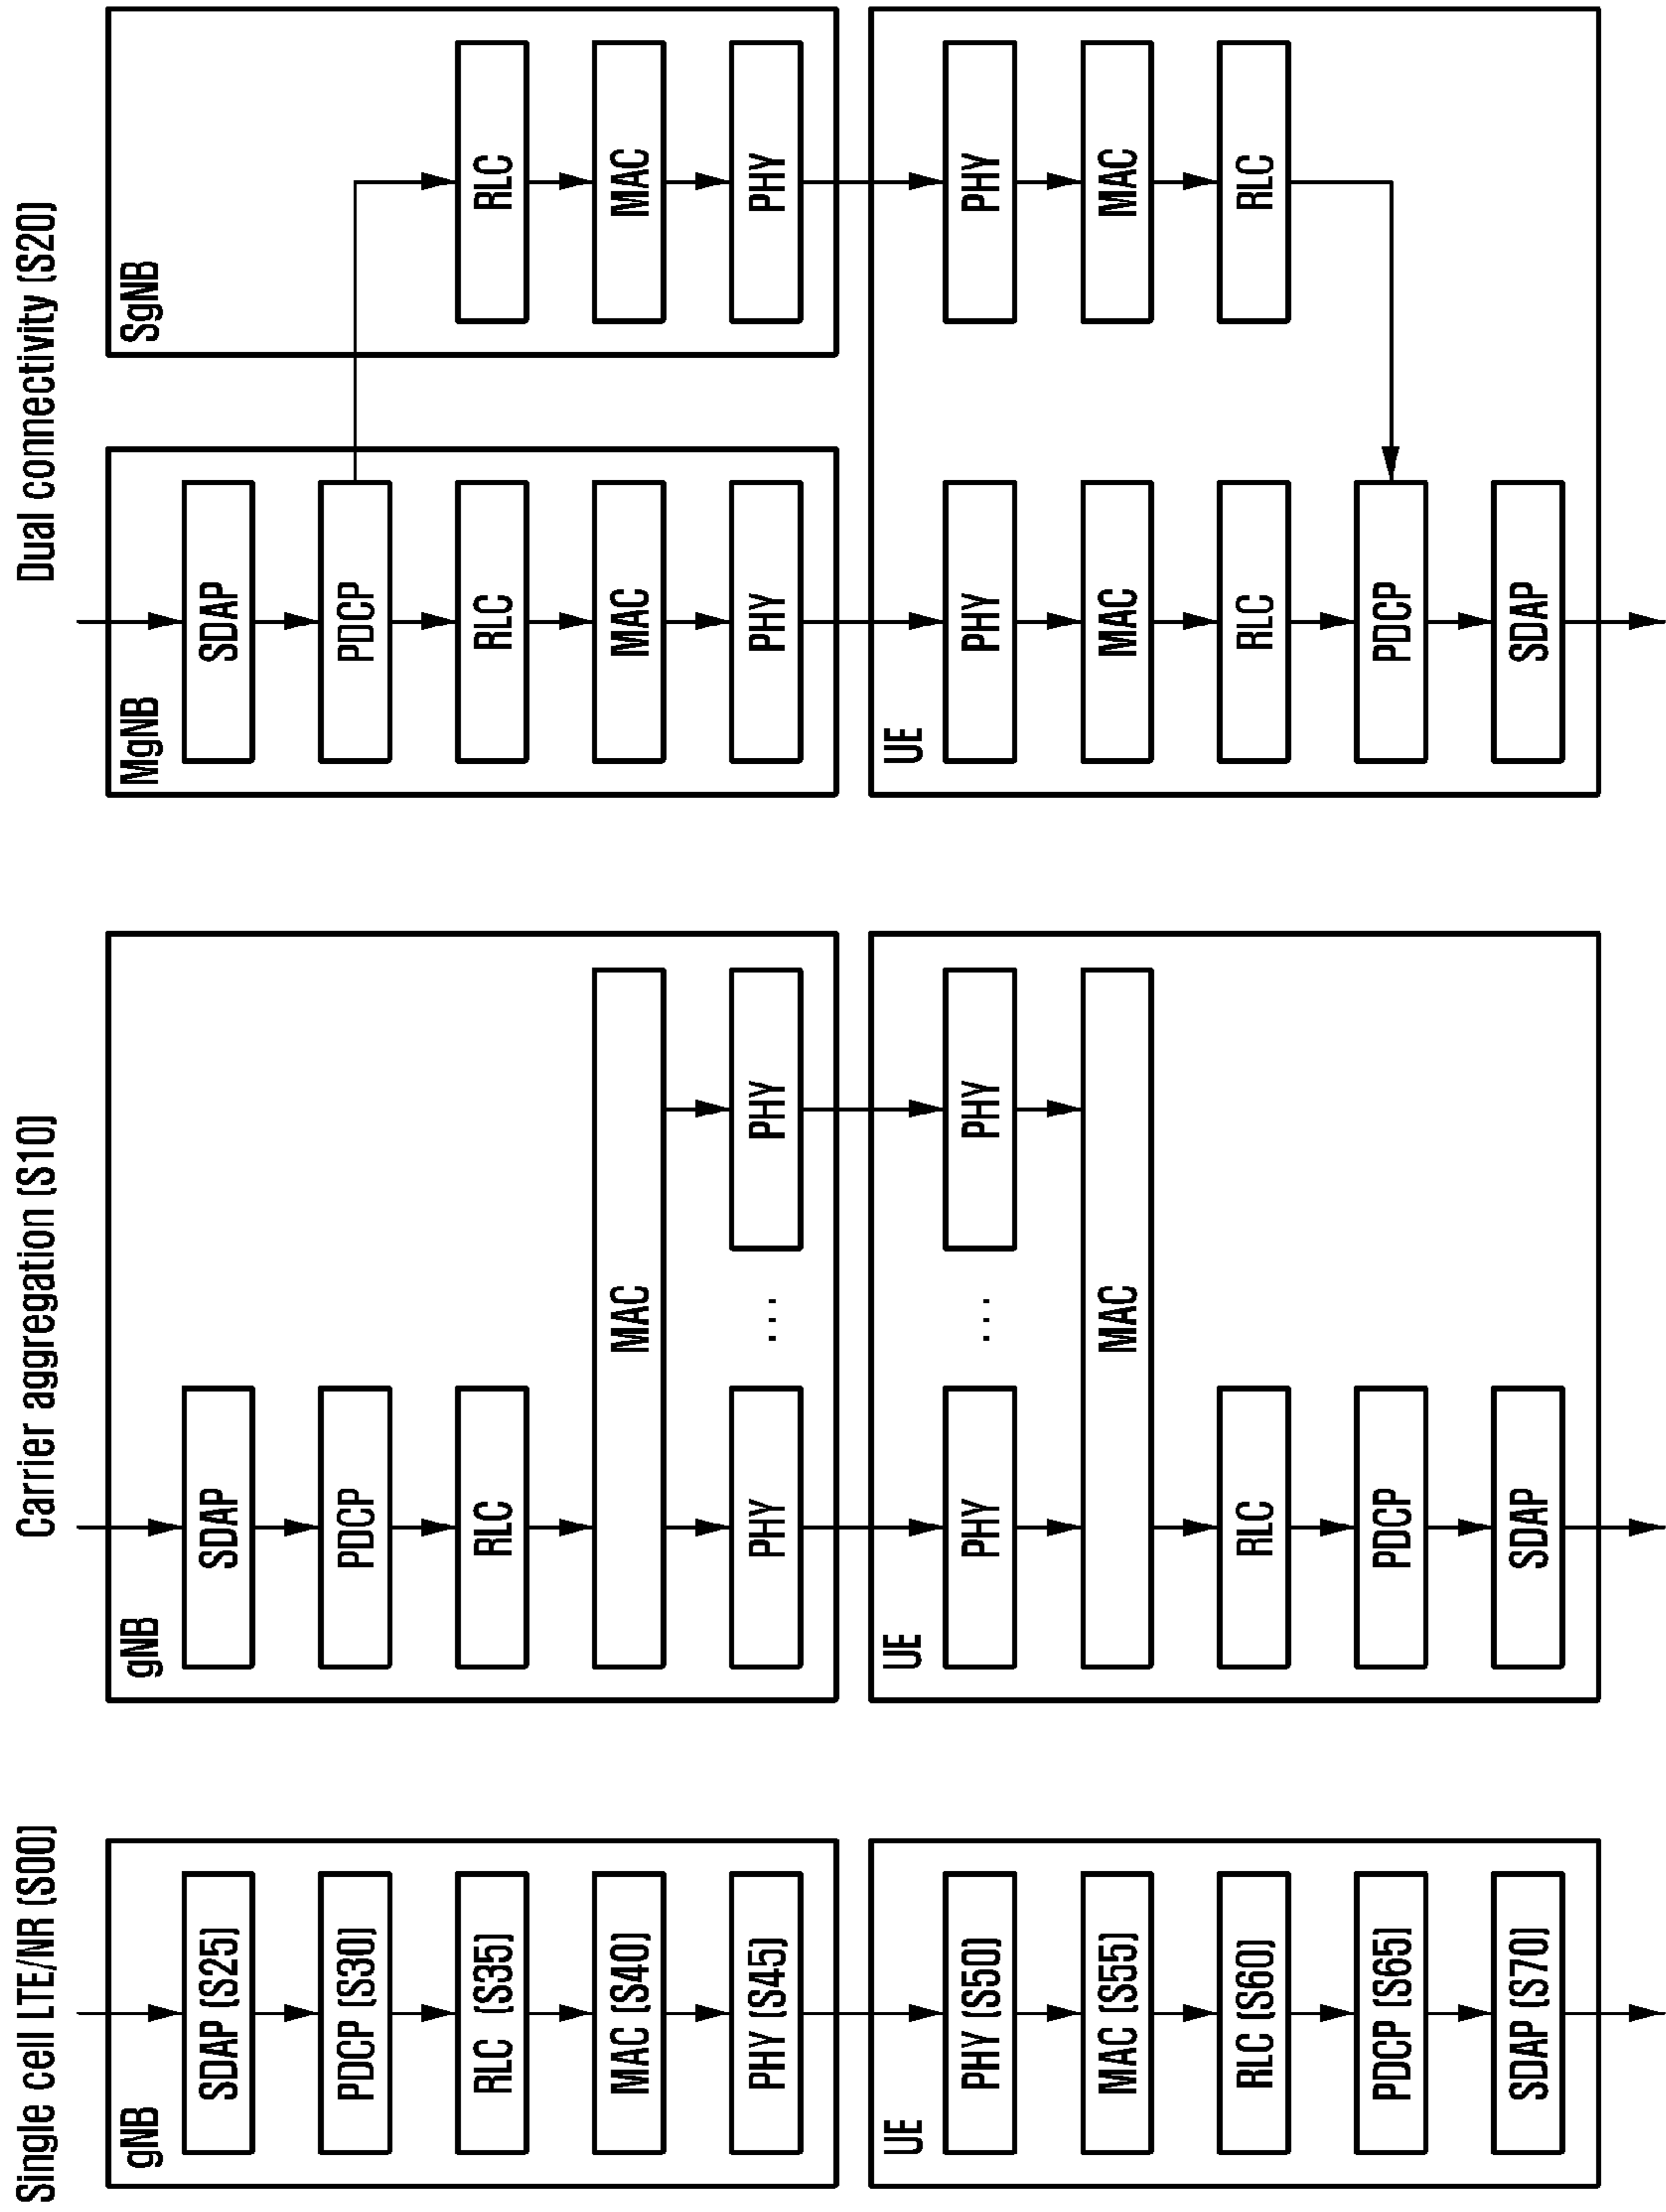 Single cell LTE/NR (S00)
gNB
SDAP (S25)
PDCP (S30)
RLC (S35)
MAC (S40)
PHY (S45)
UE
PHY (S50)
MAC (S55)
RLC (S60)
PDCP (S65)
SDAP (S70)
Carrier aggregation (S10)
gNB
SDAP
PDCP
RLC
MAC
PHY ... PHY
UE
PHY ... PHY
MAC
RLC
PDCP
SDAP
Dual connectivity (S20)
MgNB
SDAP
PDCP
RLC
MAC
PHY
SgNB
RLC
MAC
PHY
UE
PHY PHY
MAC MAC
RLC RLC
PDCP
SDAP